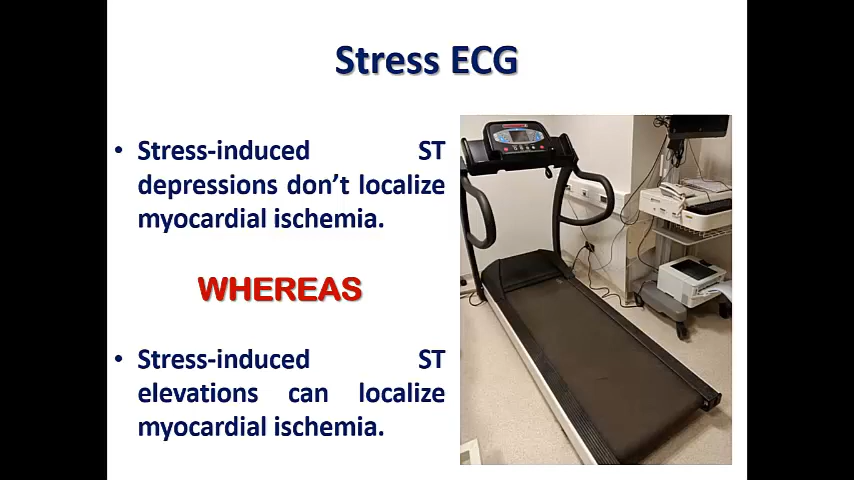 Stress ECG
• Stress-induced ST
depressions don't localize
myocardial ischemia.
WHEREAS
• Stress-induced ST
elevations can localize
myocardial ischemia.